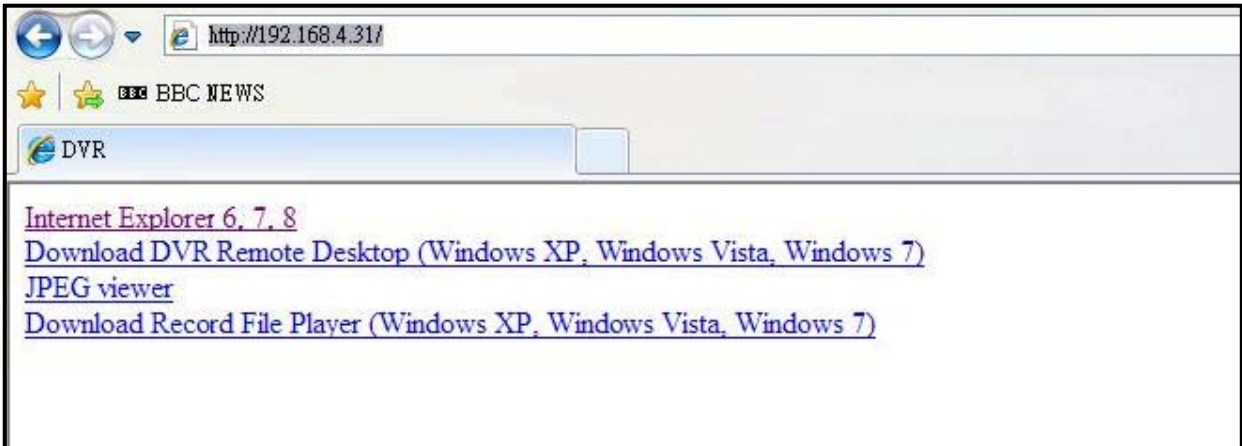 http://192.168.4.31/
BBC BBC NEWS
DVR
Internet Explorer 6, 7, 8
Download DVR Remote Desktop (Windows XP, Windows Vista, Windows 7)
JPEG viewer
Download Record File Player (Windows XP, Windows Vista, Windows 7)